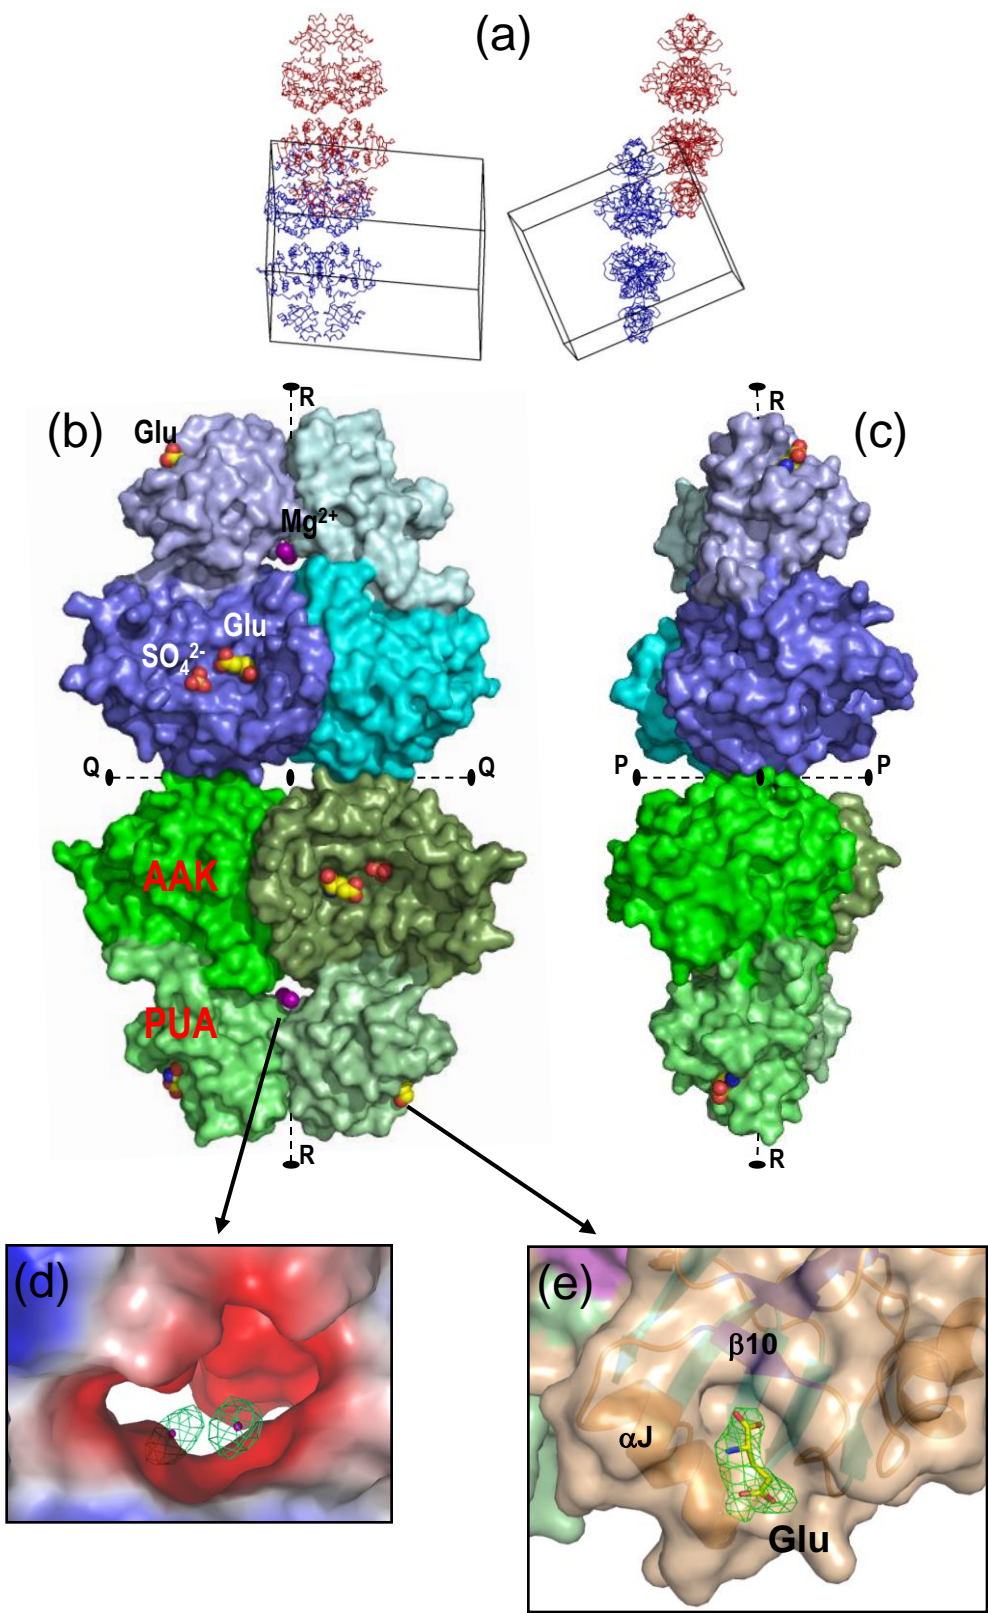 (a)
R
R
(b)
(c)
Glu
Mg2+
Glu
SO42-
Q
Q
P
P
AAK
PUA
R
R
(d)
(e)
β10
αJ
Glu